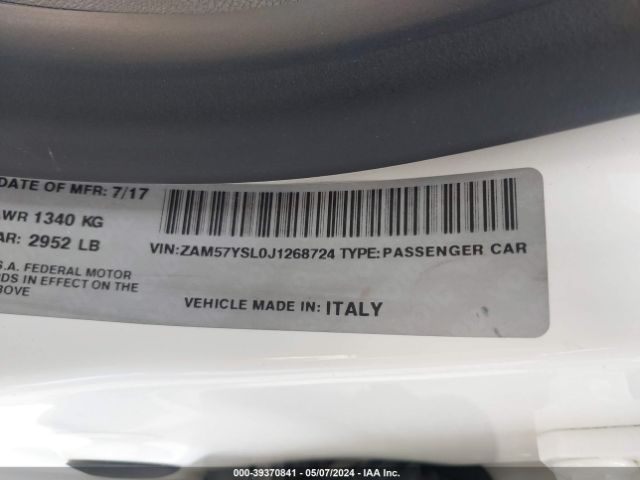 DATE OF MFR: 7/17
WR 1340 KG
AR: 2952 LB
VIN:ZAM57YSL0J1268724 TYPE:PASSENGER CAR
S.A. FEDERAL MOTOR
RDS IN EFFECT ON THE
BOVE
VEHICLE MADE IN: ITALY
000-39370841 - 05/07/2024 - IAA Inc.